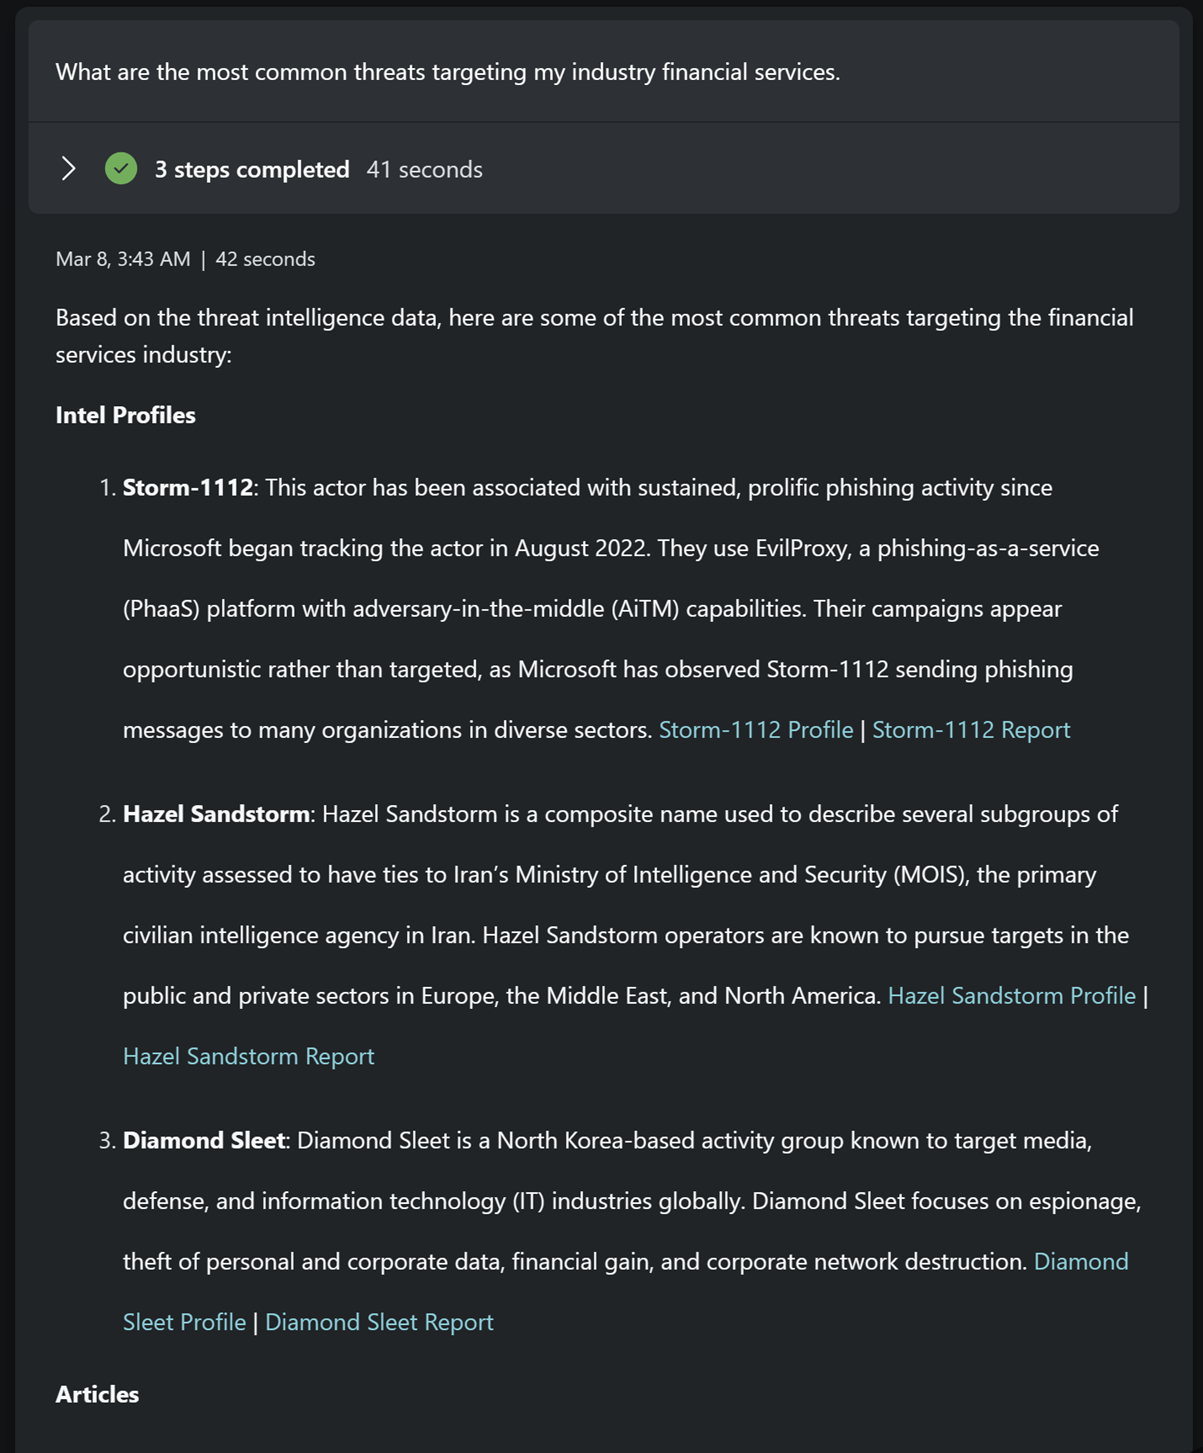 What are the most common threats targeting my industry financial services.
3 steps completed 41 seconds
Mar 8, 3:43 AM | 42 seconds
Based on the threat intelligence data, here are some of the most common threats targeting the financial
services industry:
Intel Profiles
1. Storm-1112: This actor has been associated with sustained, prolific phishing activity since
Microsoft began tracking the actor in August 2022. They use EvilProxy, a phishing-as-a-service
(PhaaS) platform with adversary-in-the-middle (AiTM) capabilities. Their campaigns appear
opportunistic rather than targeted, as Microsoft has observed Storm-1112 sending phishing
messages to many organizations in diverse sectors. Storm-1112 Profile | Storm-1112 Report
2. Hazel Sandstorm: Hazel Sandstorm is a composite name used to describe several subgroups of
activity assessed to have ties to Iran’s Ministry of Intelligence and Security (MOIS), the primary
civilian intelligence agency in Iran. Hazel Sandstorm operators are known to pursue targets in the
public and private sectors in Europe, the Middle East, and North America. Hazel Sandstorm Profile |
Hazel Sandstorm Report
3. Diamond Sleet: Diamond Sleet is a North Korea-based activity group known to target media,
defense, and information technology (IT) industries globally. Diamond Sleet focuses on espionage,
theft of personal and corporate data, financial gain, and corporate network destruction. Diamond
Sleet Profile | Diamond Sleet Report
Articles